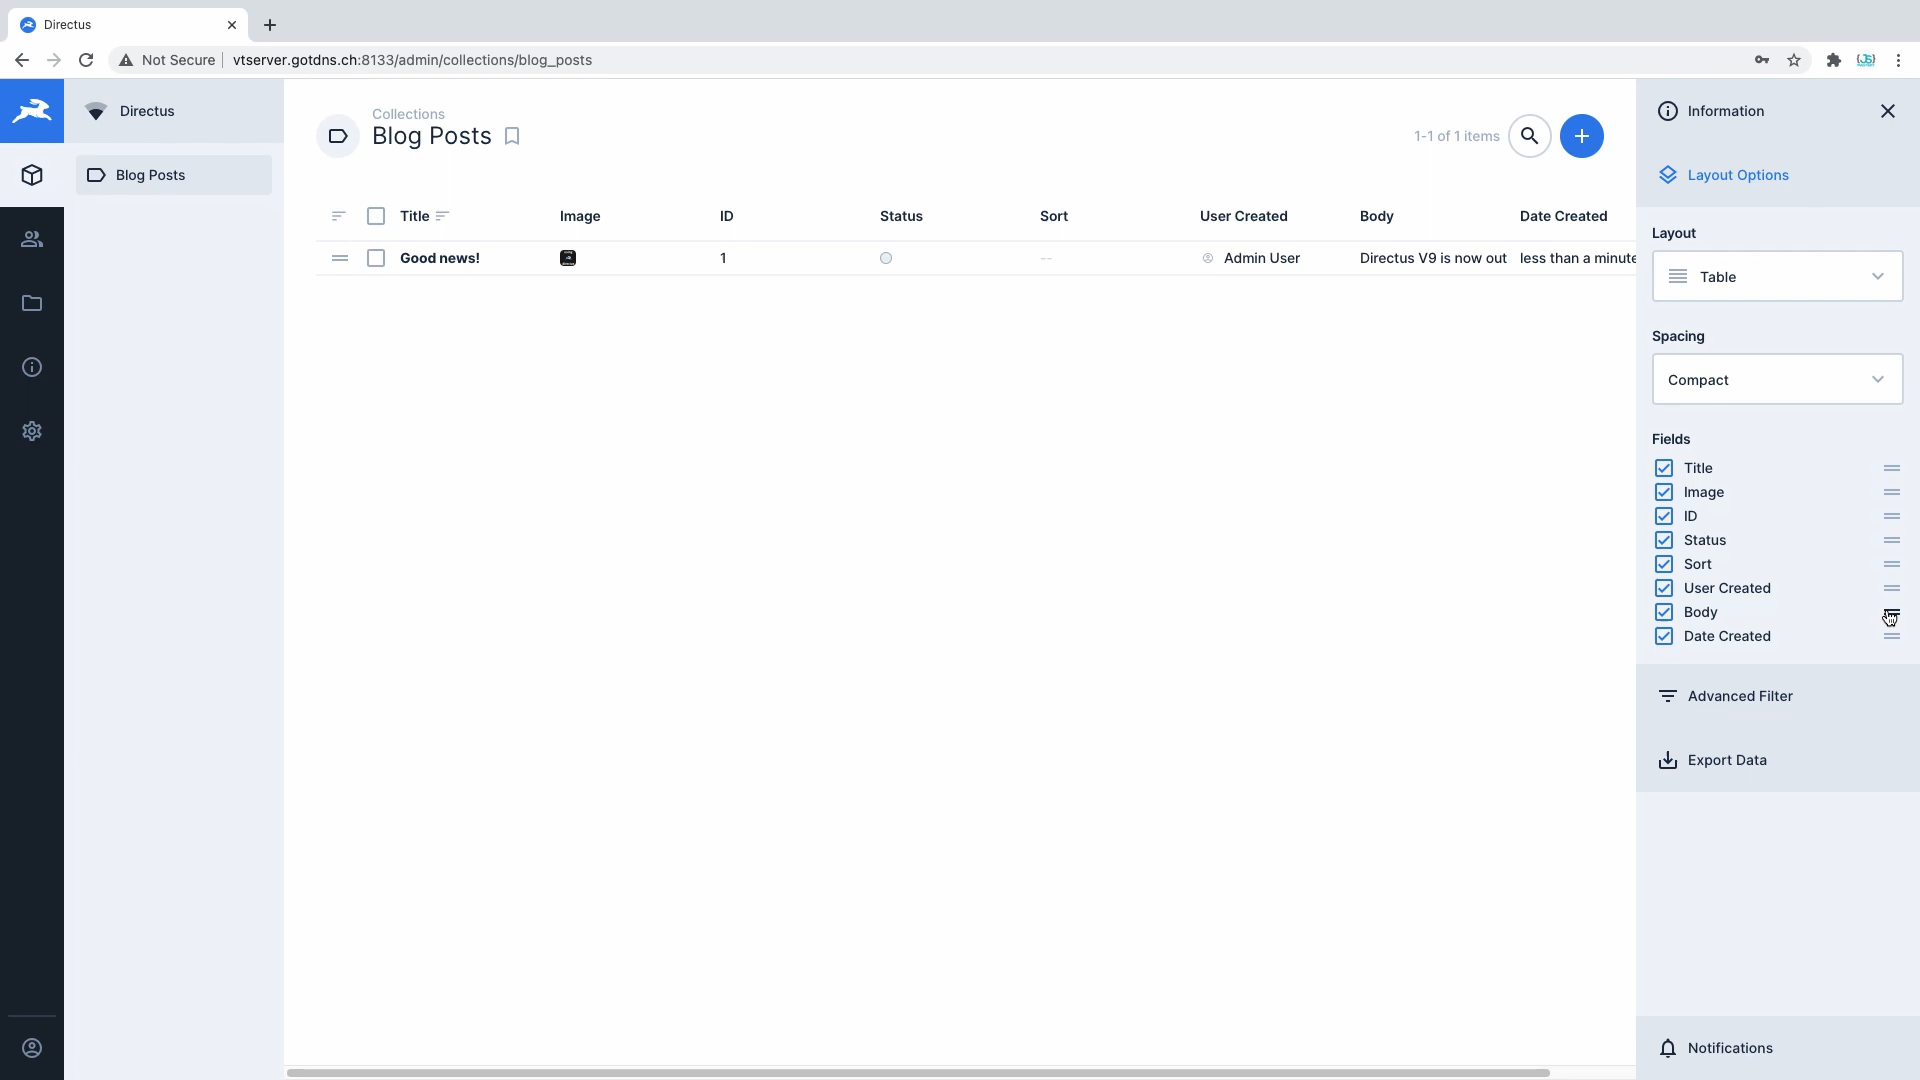 Directus
Not Secure
vtserver.gotdns.ch:8133/admin/collections/blog_posts
Directus
Blog Posts
Collections
Blog Posts
1-1 of 1 items
Title Image ID Status Sort User Created Body Date Created
Good news! 1 -- Admin User Directus V9 is now out less than a minute
Information
Layout Options
Layout
Table
Spacing
Compact
Fields
Title
Image
ID
Status
Sort
User Created
Body
Date Created
Advanced Filter
Export Data
Notifications